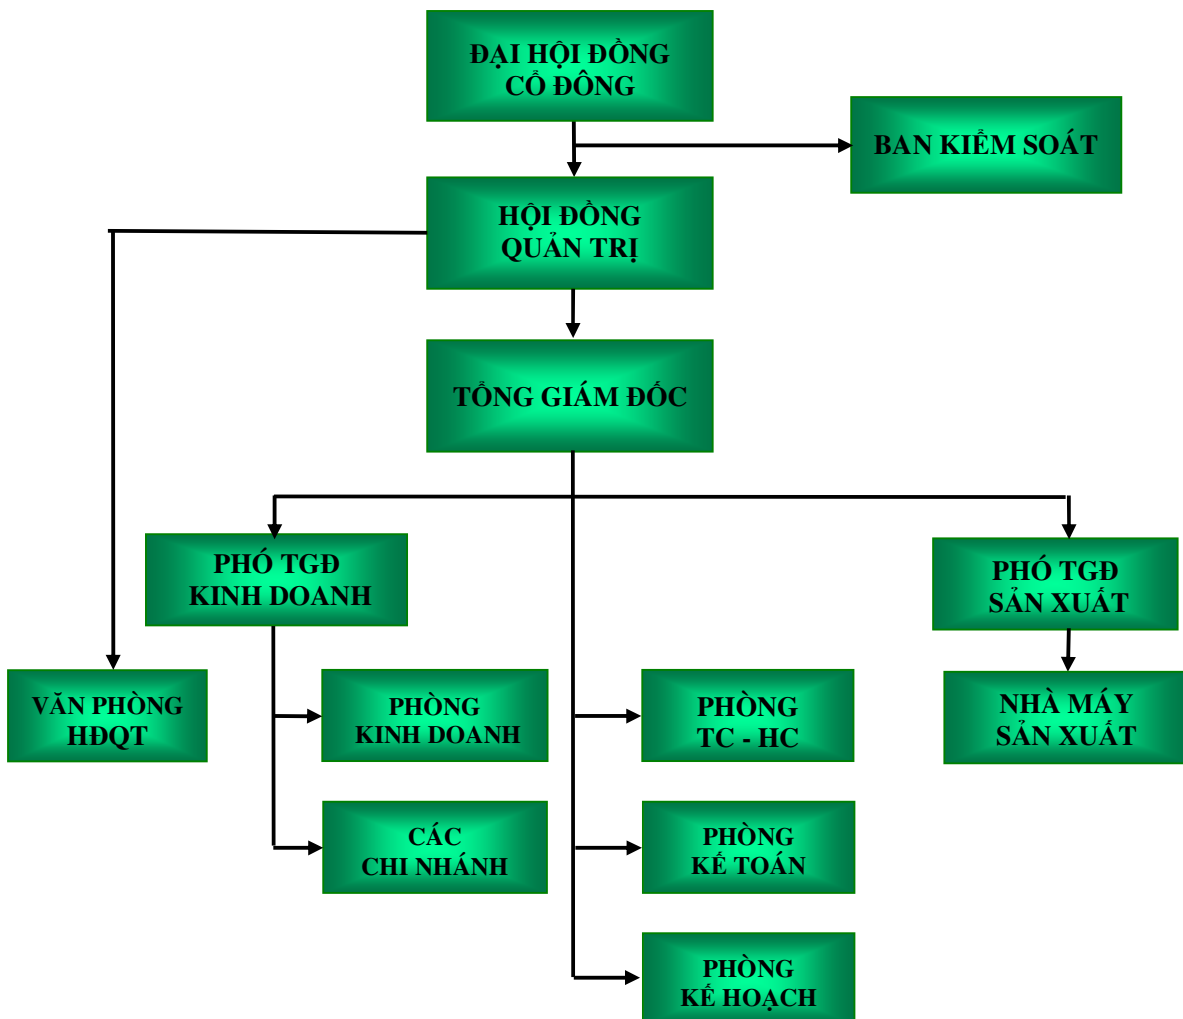 ĐẠI HỘI ĐỒNG
CỔ ĐÔNG
BAN KIỂM SOÁT
HỘI ĐỒNG
QUẢN TRỊ
TỔNG GIÁM ĐỐC
PHÓ TGĐ
KINH DOANH
PHÓ TGĐ
SẢN XUẤT
VĂN PHÒNG
HĐQT
PHÒNG
KINH DOANH
PHÒNG
TC - HC
NHÀ MÁY
SẢN XUẤT
CÁC
CHI NHÁNH
PHÒNG
KẾ TOÁN
PHÒNG
KẾ HOẠCH